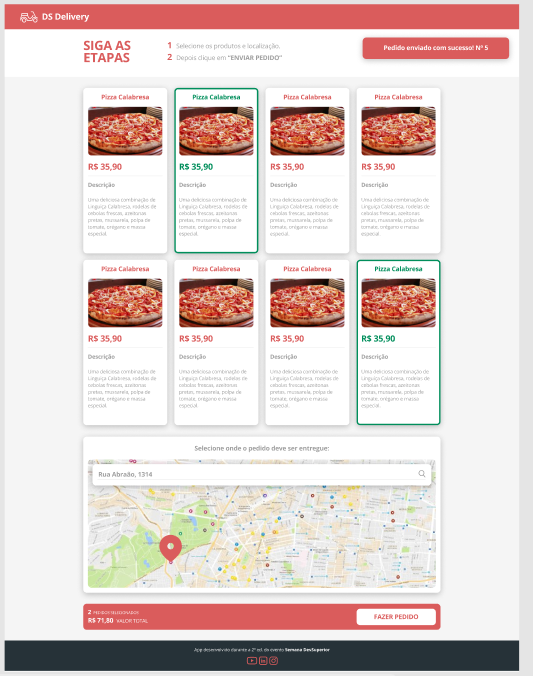 DS Delivery
SIGA AS
ETAPAS
1 Selecione os produtos e localização.
2 Depois clique em “ENVIAR PEDIDO”
Pedido enviado com sucesso! Nº 5
Pizza Calabresa
R$ 35,90
Descrição
Uma deliciosa combinação de
Linguiça Calabresa, rodelas de
cebolas frescas, azeitonas
pretas, mussarela, polpa de
tomate, orégano e massa
especial.
Pizza Calabresa
R$ 35,90
Descrição
Uma deliciosa combinação de
Linguiça Calabresa, rodelas de
cebolas frescas, azeitonas
pretas, mussarela, polpa de
tomate, orégano e massa
especial.
Pizza Calabresa
R$ 35,90
Descrição
Uma deliciosa combinação de
Linguiça Calabresa, rodelas de
cebolas frescas, azeitonas
pretas, mussarela, polpa de
tomate, orégano e massa
especial.
Pizza Calabresa
R$ 35,90
Descrição
Uma deliciosa combinação de
Linguiça Calabresa, rodelas de
cebolas frescas, azeitonas
pretas, mussarela, polpa de
tomate, orégano e massa
especial.
Pizza Calabresa
R$ 35,90
Descrição
Uma deliciosa combinação de
Linguiça Calabresa, rodelas de
cebolas frescas, azeitonas
pretas, mussarela, polpa de
tomate, orégano e massa
especial.
Pizza Calabresa
R$ 35,90
Descrição
Uma deliciosa combinação de
Linguiça Calabresa, rodelas de
cebolas frescas, azeitonas
pretas, mussarela, polpa de
tomate, orégano e massa
especial.
Pizza Calabresa
R$ 35,90
Descrição
Uma deliciosa combinação de
Linguiça Calabresa, rodelas de
cebolas frescas, azeitonas
pretas, mussarela, polpa de
tomate, orégano e massa
especial.
Pizza Calabresa
R$ 35,90
Descrição
Uma deliciosa combinação de
Linguiça Calabresa, rodelas de
cebolas frescas, azeitonas
pretas, mussarela, polpa de
tomate, orégano e massa
especial.
Selecione onde o pedido deve ser entregue:
Rua Abraão, 1314
2 PEDIDOS SELECIONADOS
R$ 71,80 VALOR TOTAL
FAZER PEDIDO
App desenvolvido durante a 2ª ed. do evento Semana DevSuperior